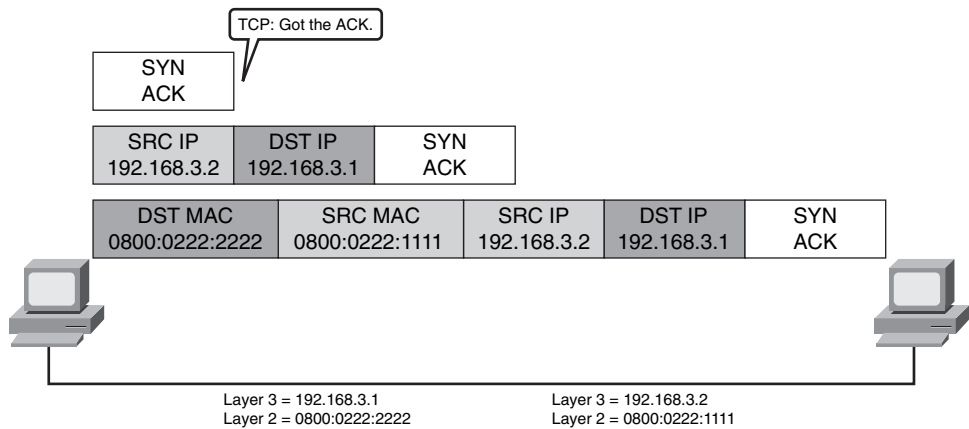 TCP: Got the ACK.
SYN
ACK
SRC IP
192.168.3.2
DST IP
192.168.3.1
SYN
ACK
DST MAC
0800:0222:2222
SRC MAC
0800:0222:1111
SRC IP
192.168.3.2
DST IP
192.168.3.1
SYN
ACK
Layer 3 = 192.168.3.1
Layer 2 = 0800:0222:2222
Layer 3 = 192.168.3.2
Layer 2 = 0800:0222:1111